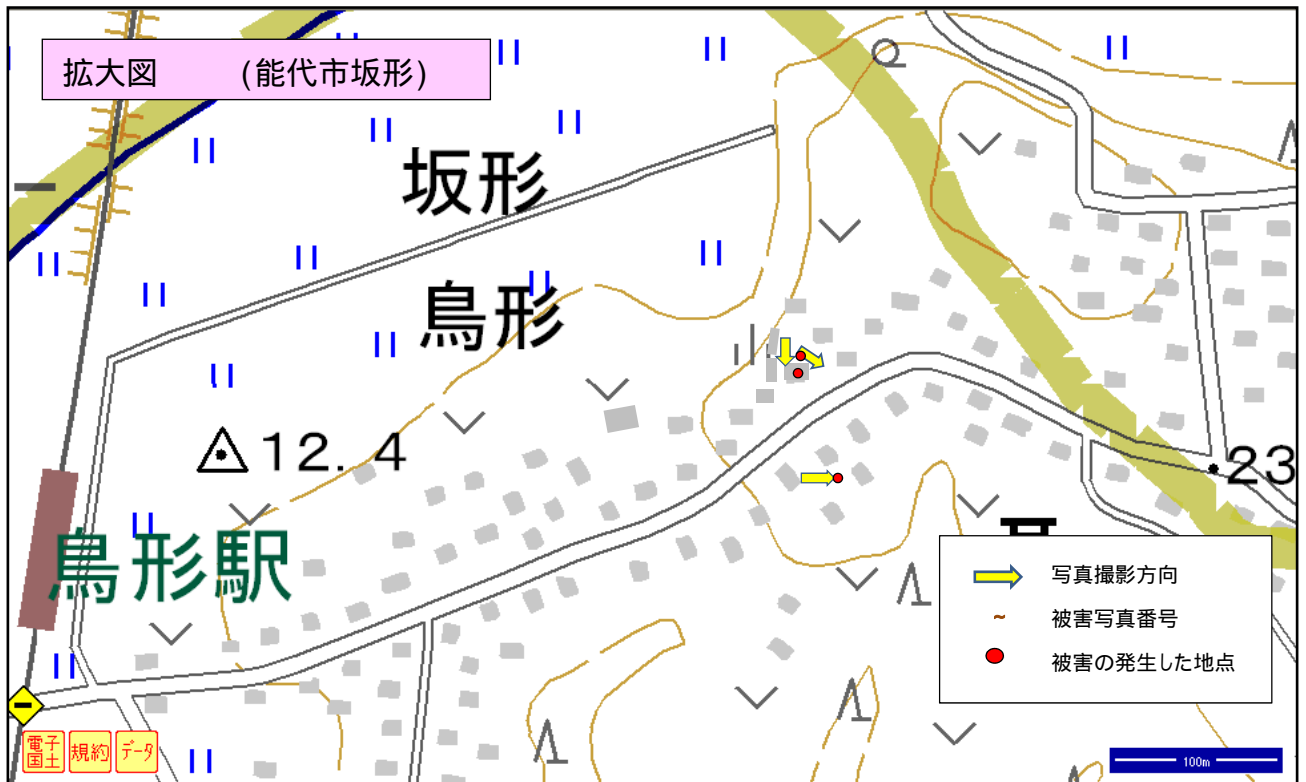 拡大図 (能代市坂形)
坂形
鳥形
12.4
23
鳥形駅
写真撮影方向
~ 被害写真番号
被害の発生した地点
電子国土
規約
データ
100m